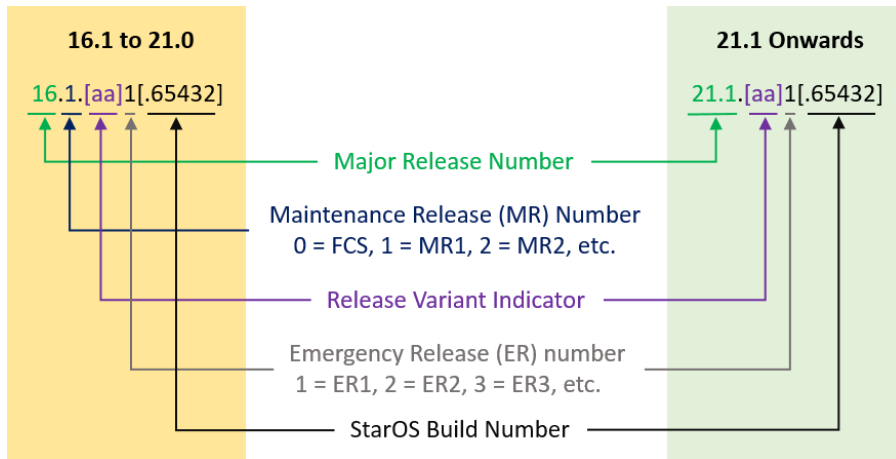 16.1 to 21.0
21.1 Onwards
16.1.[aa]1[.65432]
21.1.[aa]1[.65432]
Major Release Number
Maintenance Release (MR) Number
0 = FCS, 1 = MR1, 2 = MR2, etc.
Release Variant Indicator
Emergency Release (ER) number
1 = ER1, 2 = ER2, 3 = ER3, etc.
StarOS Build Number